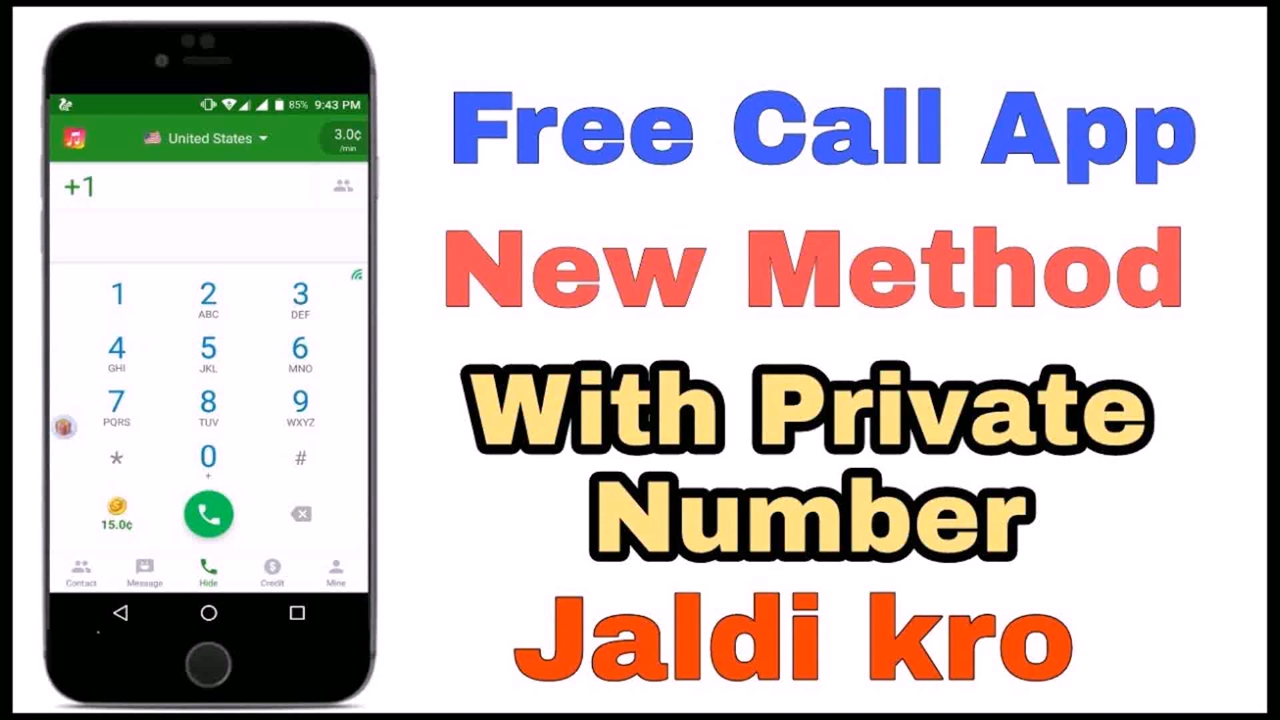 85% 9:43 PM
United States
3.0¢
/min
+1
1 2 3
ABC DEF
4 5 6
GHI JKL MNO
7 8 9
PQRS TUV WXYZ
* 0 #
+
15.0¢
Contact Message Hide Credit Mine
Free Call App
New Method
With Private
Number
Jaldi kro